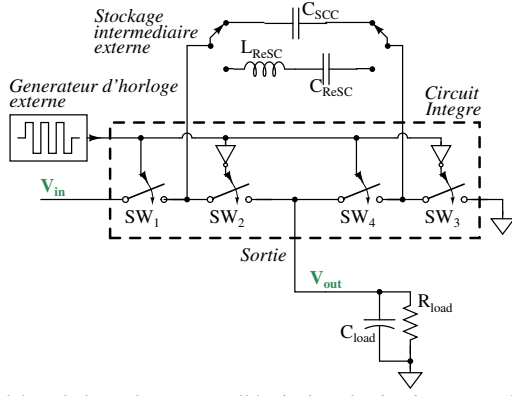 Stockage
intermediaire
externe
C_SCC
L_ReSC
C_ReSC
Generateur d'horloge
externe
Circuit
Integre
V_in
SW_1
SW_2
SW_4
SW_3
Sortie
V_out
R_load
C_load